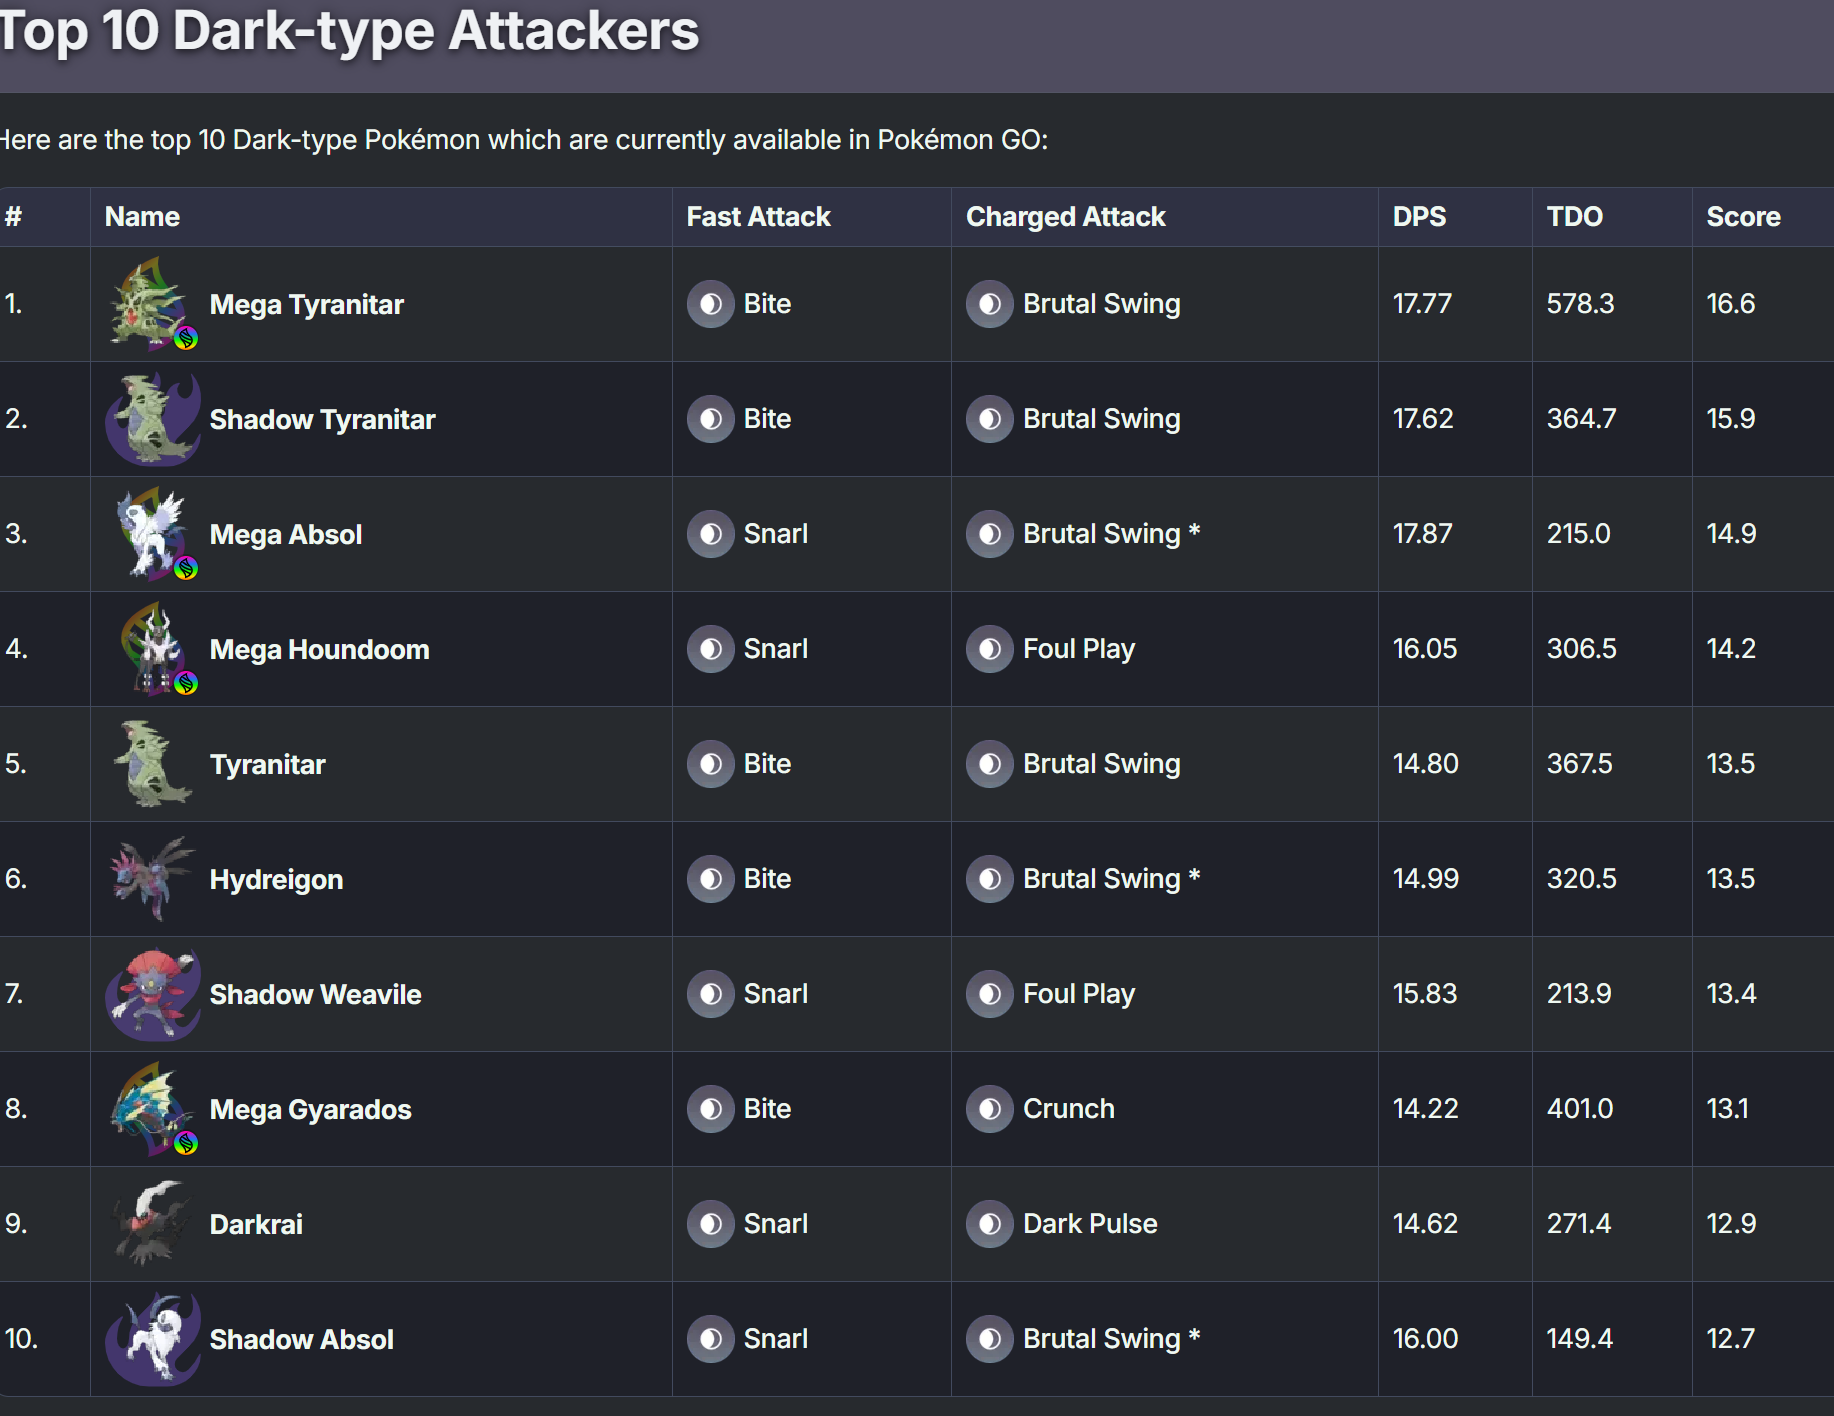 Top 10 Dark-type Attackers
Here are the top 10 Dark-type Pokémon which are currently available in Pokémon GO:
# Name Fast Attack Charged Attack DPS TDO Score
1. Mega Tyranitar Bite Brutal Swing 17.77 578.3 16.6
2. Shadow Tyranitar Bite Brutal Swing 17.62 364.7 15.9
3. Mega Absol Snarl Brutal Swing * 17.87 215.0 14.9
4. Mega Houndoom Snarl Foul Play 16.05 306.5 14.2
5. Tyranitar Bite Brutal Swing 14.80 367.5 13.5
6. Hydreigon Bite Brutal Swing * 14.99 320.5 13.5
7. Shadow Weavile Snarl Foul Play 15.83 213.9 13.4
8. Mega Gyarados Bite Crunch 14.22 401.0 13.1
9. Darkrai Snarl Dark Pulse 14.62 271.4 12.9
10. Shadow Absol Snarl Brutal Swing * 16.00 149.4 12.7